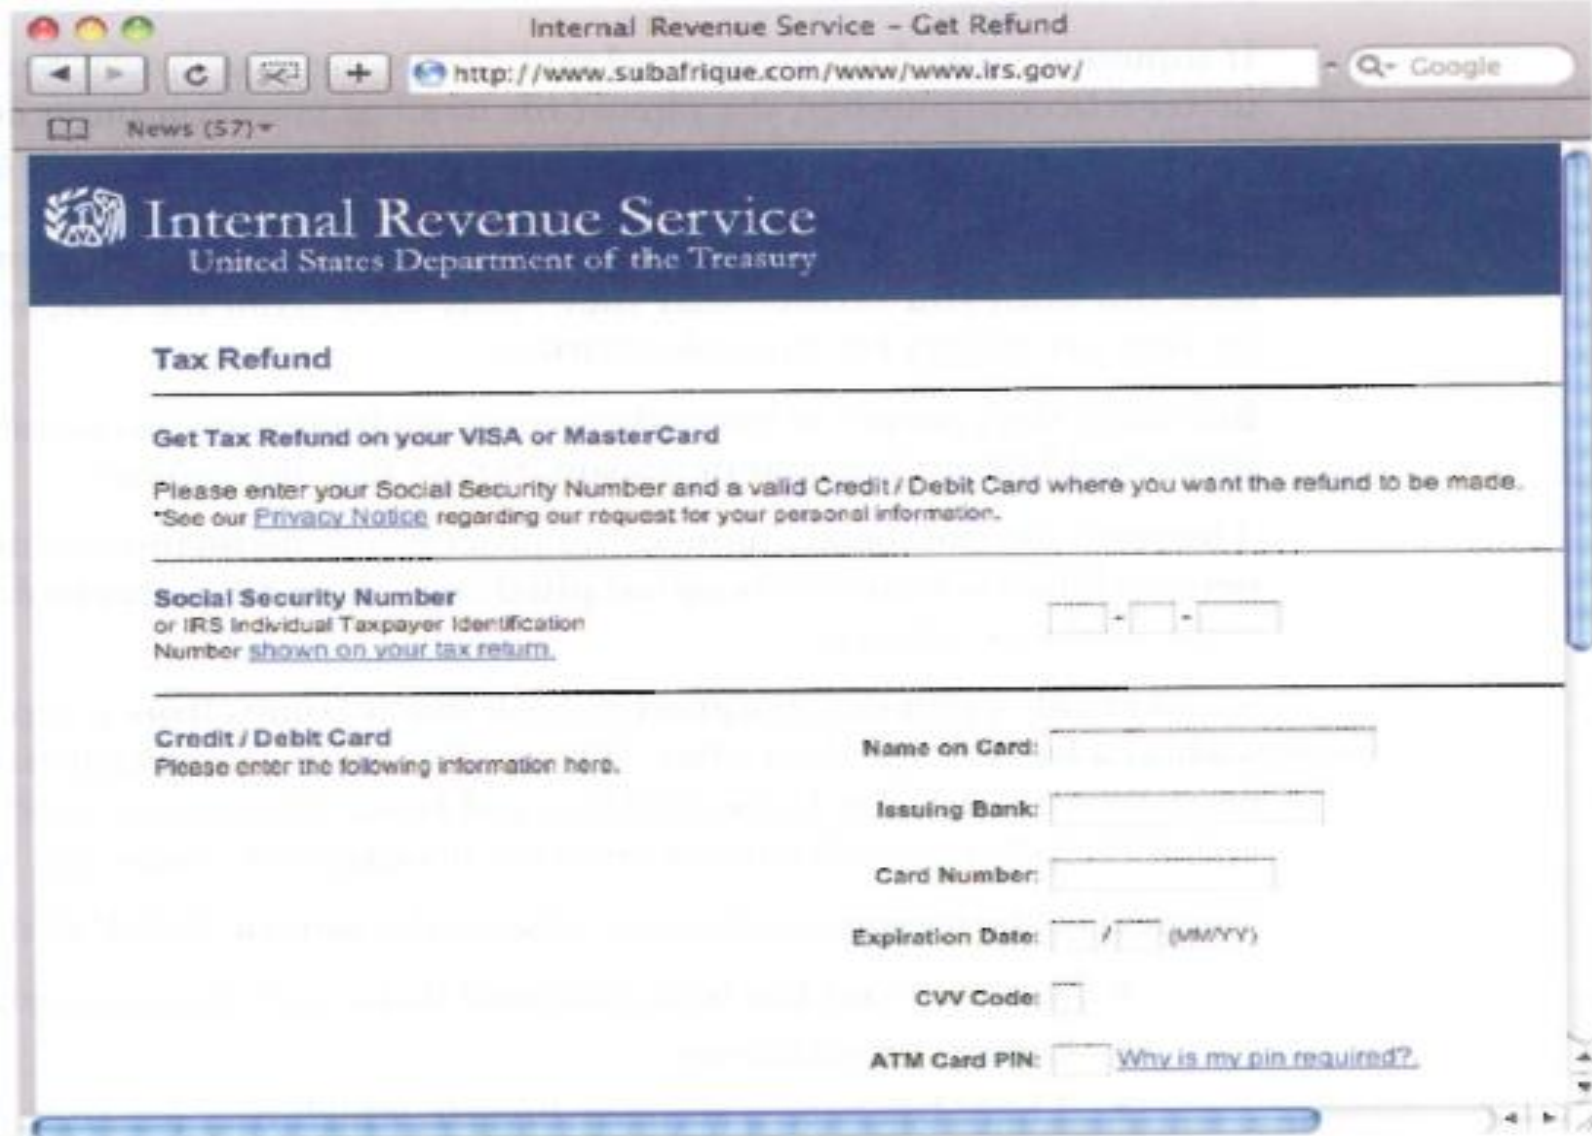 Internal Revenue Service – Get Refund
http://www.sulbafrique.com/www/www.irs.gov/
Google
News (57)
Internal Revenue Service
United States Department of the Treasury
Tax Refund
Get Tax Refund on your VISA or MasterCard
Please enter your Social Security Number and a valid Credit / Debit Card where you want the refund to be made.
*See our Privacy Notice regarding our request for your personal information.
Social Security Number
or IRS Individual Taxpayer Identification
Number shown on your tax return.
- -
Credit / Debit Card
Please enter the following information here.
Name on Card:
Issuing Bank:
Card Number:
Expiration Date: / (MM/YY)
CVV Code:
ATM Card PIN: Why is my pin required?.